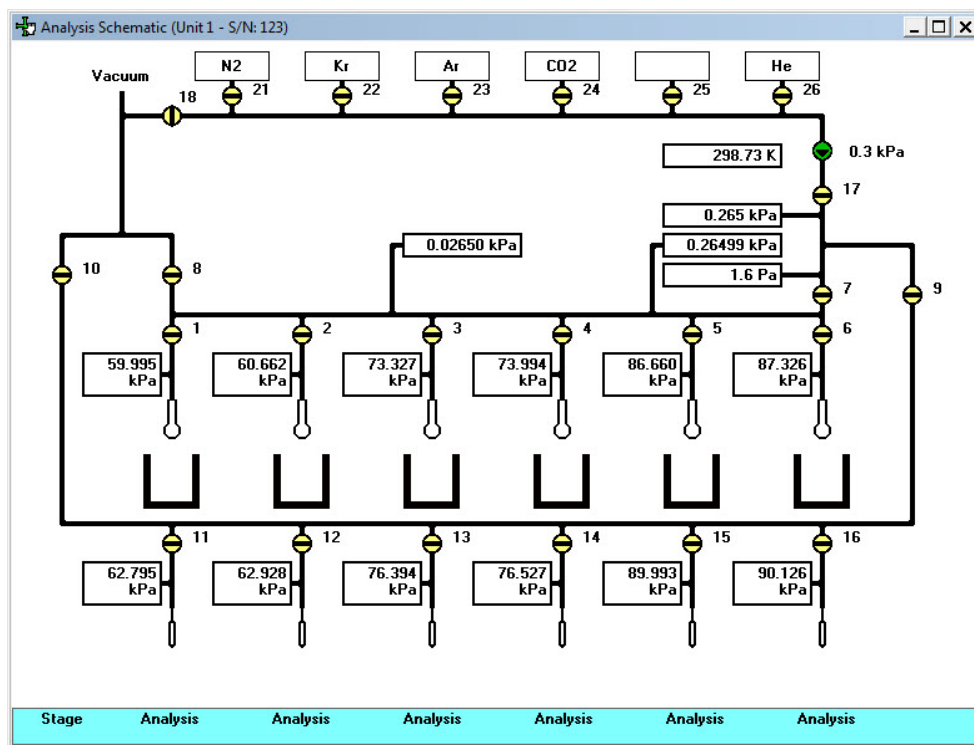 Analysis Schematic (Unit 1 - S/N: 123)
N2 Kr Ar CO2 He
Vacuum
18 21 22 23 24 25 26
298.73 K 0.3 kPa
17
0.265 kPa
0.02650 kPa 0.26499 kPa
10 8 1.6 Pa
7 9
1 2 3 4 5 6
59.995 60.662 73.327 73.994 86.660 87.326
kPa kPa kPa kPa kPa kPa
11 12 13 14 15 16
62.795 62.928 76.394 76.527 89.993 90.126
kPa kPa kPa kPa kPa kPa
Stage Analysis Analysis Analysis Analysis Analysis Analysis